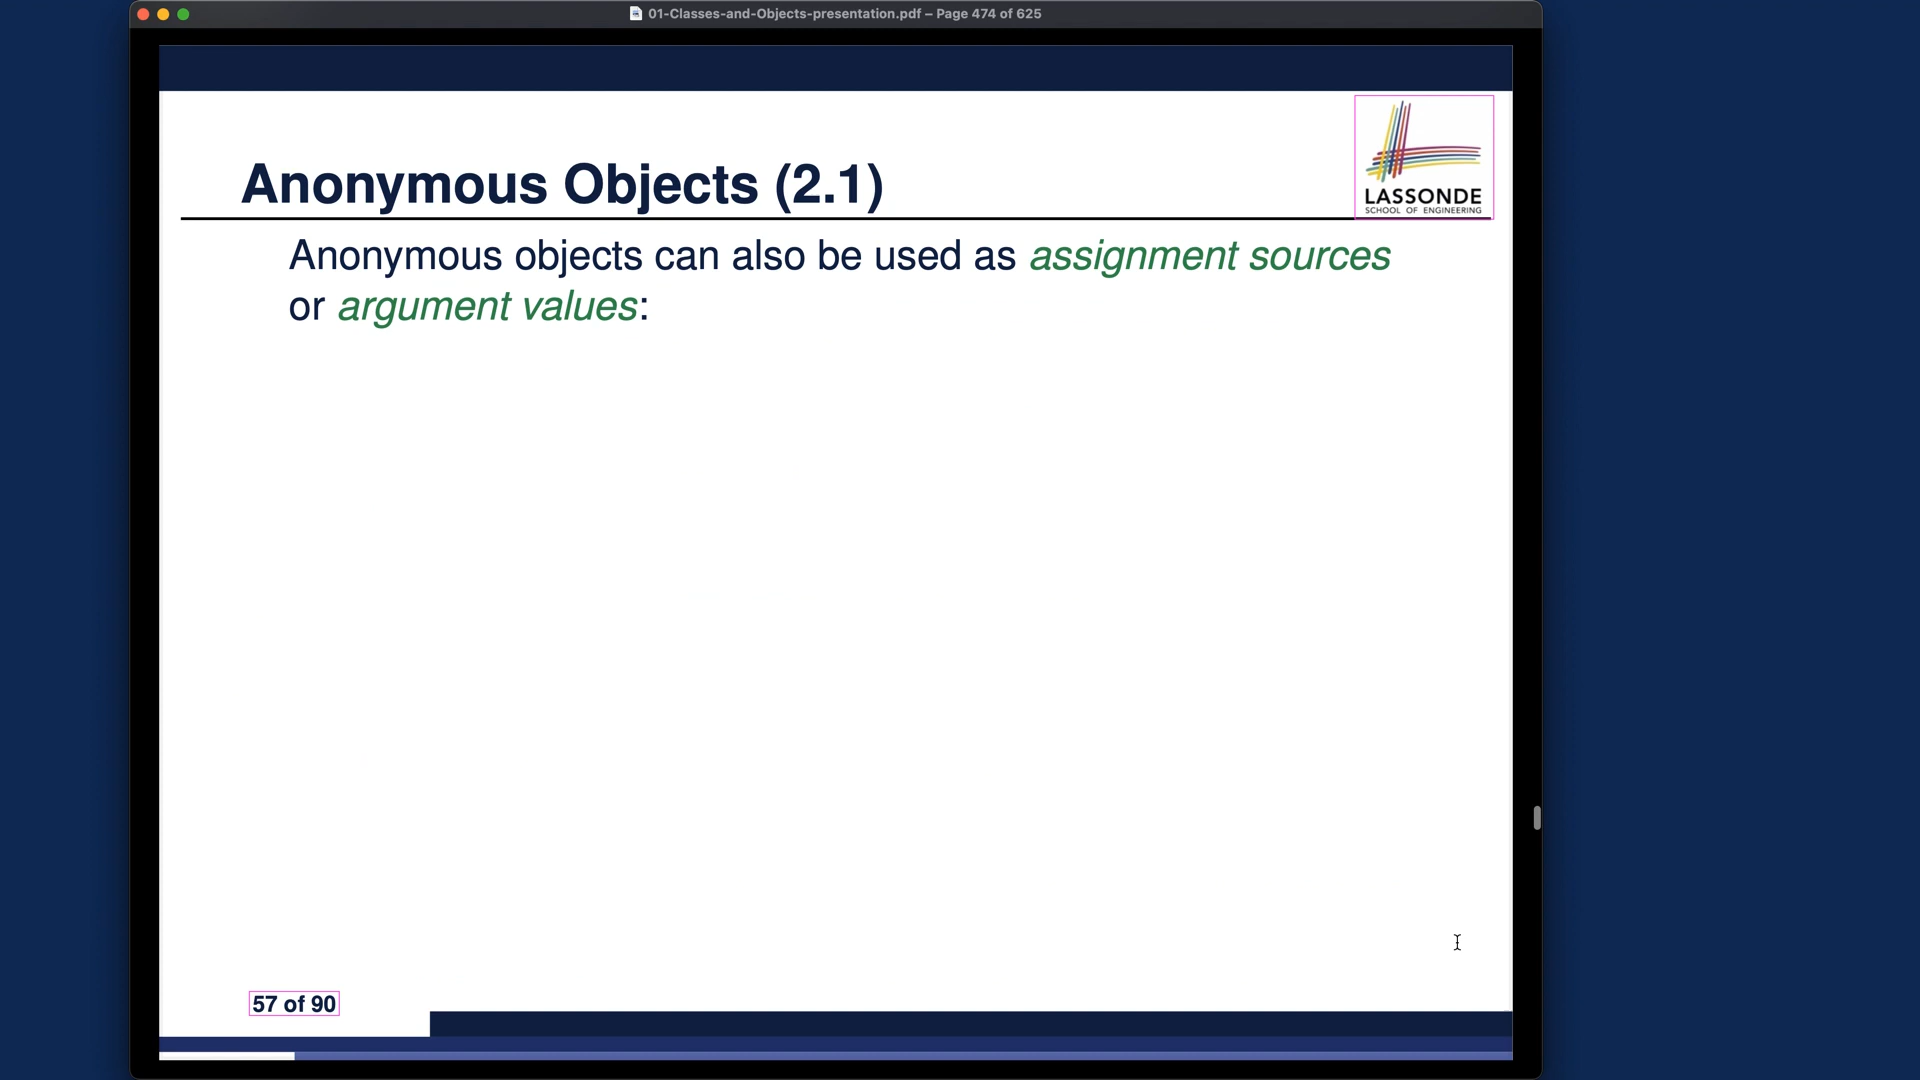 01-Classes-and-Objects-presentation.pdf – Page 474 of 625
LASSONDE
SCHOOL OF ENGINEERING
Anonymous Objects (2.1)
Anonymous objects can also be used as assignment sources
or argument values:
57 of 90